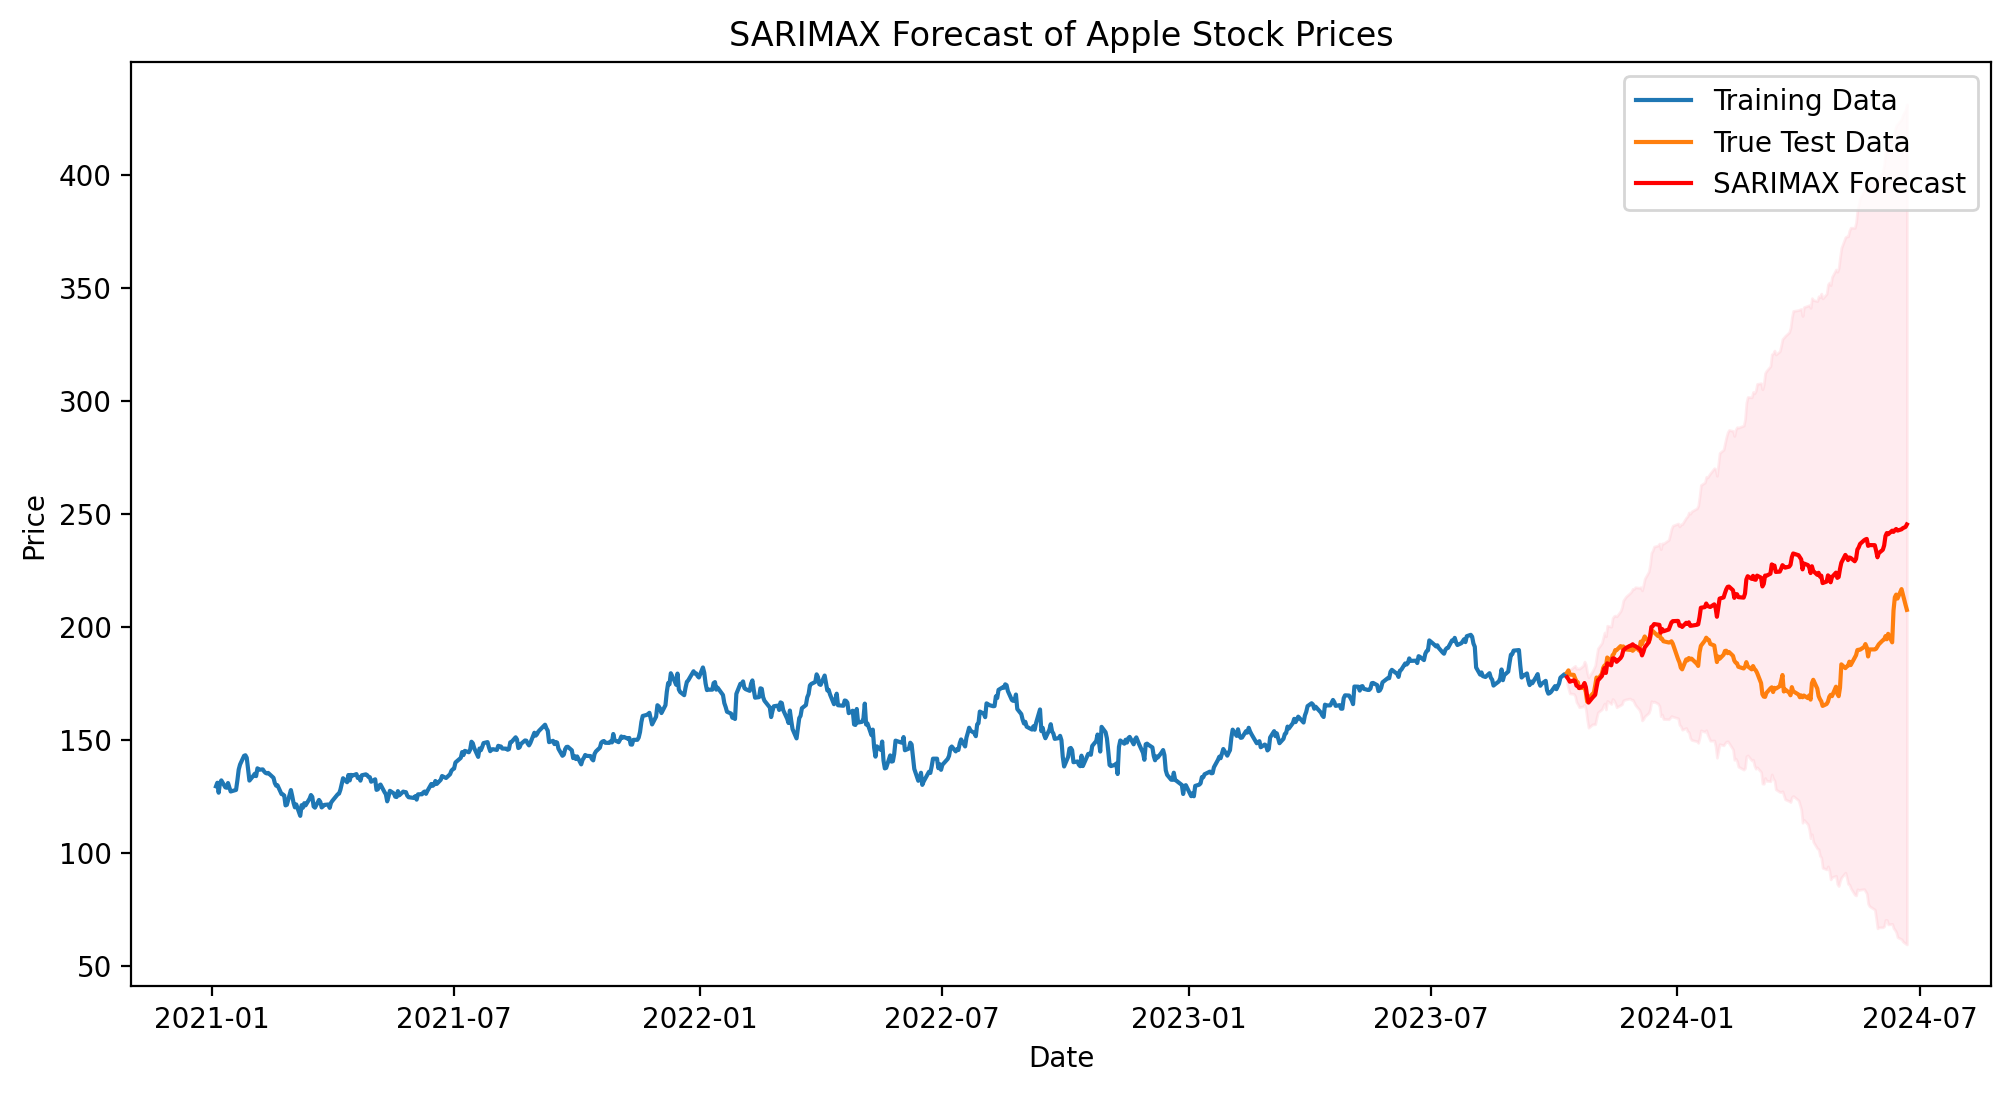 SARIMAX Forecast of Apple Stock Prices
Training Data
True Test Data
SARIMAX Forecast
400
350
300
250
200
150
100
50
Price
2021-01 2021-07 2022-01 2022-07 2023-01 2023-07 2024-01 2024-07
Date